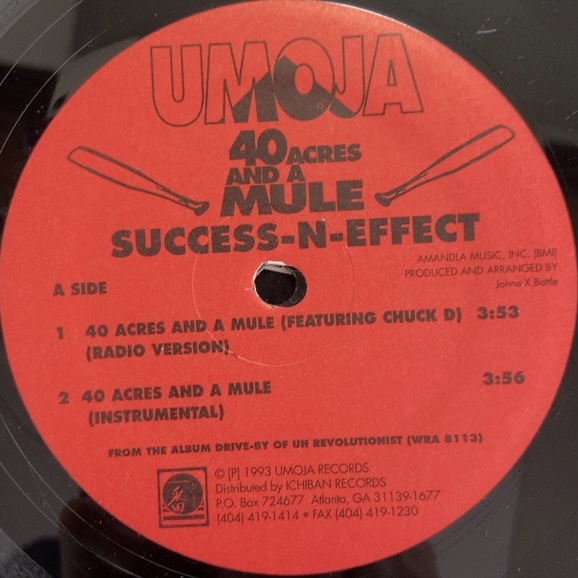 UMOJA
40 ACRES
AND A
MULE
SUCCESS-N-EFFECT
AMANDLA MUSIC, INC. (BMI)
PRODUCED AND ARRANGED BY
Johne X Battle
A SIDE
1 40 ACRES AND A MULE (FEATURING CHUCK D) 3:53
(RADIO VERSION)
2 40 ACRES AND A MULE 3:56
(INSTRUMENTAL)
FROM THE ALBUM DRIVE-BY OF UH REVOLUTIONIST (WRA 8113)
© [P] 1993 UMOJA RECORDS
Distributed by ICHIBAN RECORDS
P.O. Box 724677 Atlanta, GA 31139-1677
(404) 419-1414 • FAX (404) 419-1230